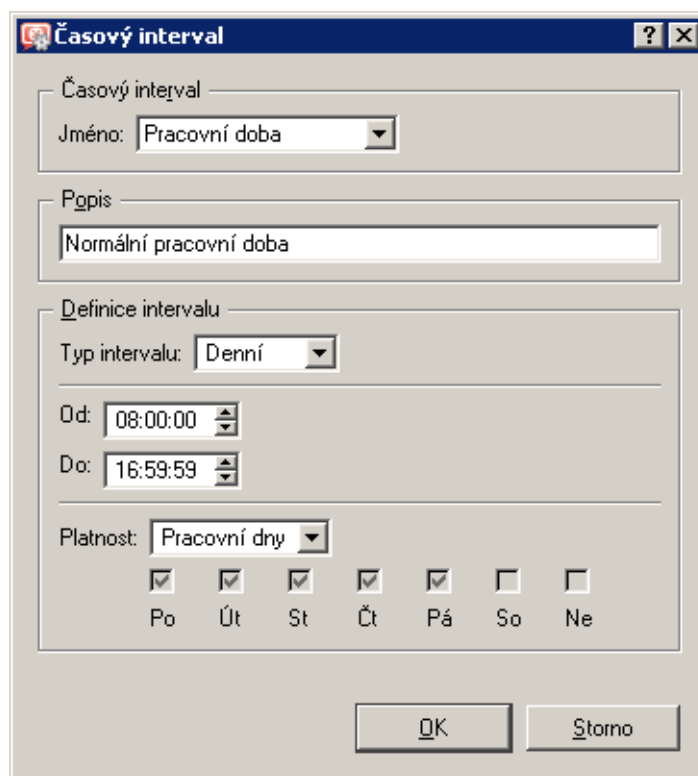 Časový interval
Časový interval
Jméno: Pracovní doba
Popis
Normální pracovní doba
Definice intervalu
Typ intervalu: Denní
Od: 08:00:00
Do: 16:59:59
Platnost: Pracovní dny
Po Út St Čt Pá So Ne
OK Storno